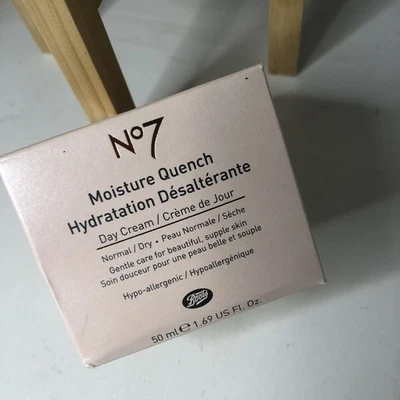 No7
Moisture Quench
Hydratation Désaltérante
Day Cream / Crème de Jour
Normal / Dry • Peau Normale / Sèche
Gentle care for beautiful, supple skin
Soin douceur pour une peau belle et souple
Hypo-allergenic / Hypoallergénique
Boots
50 ml ℮ 1.69 US FL. Oz.